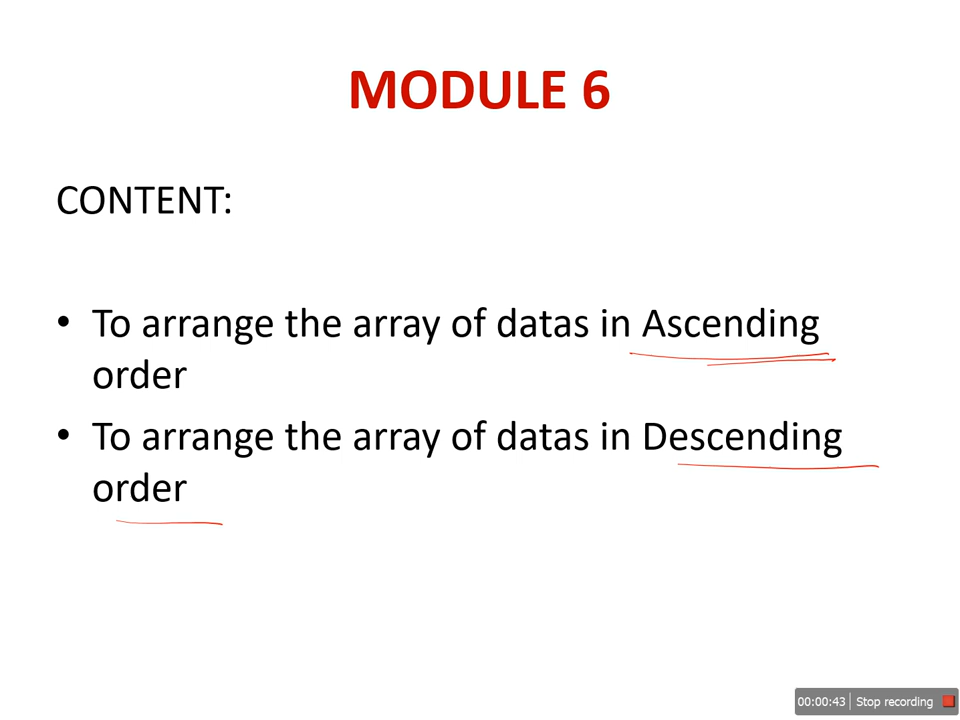 MODULE 6
CONTENT:
• To arrange the array of datas in Ascending
order
• To arrange the array of datas in Descending
order
00:00:43 Stop recording